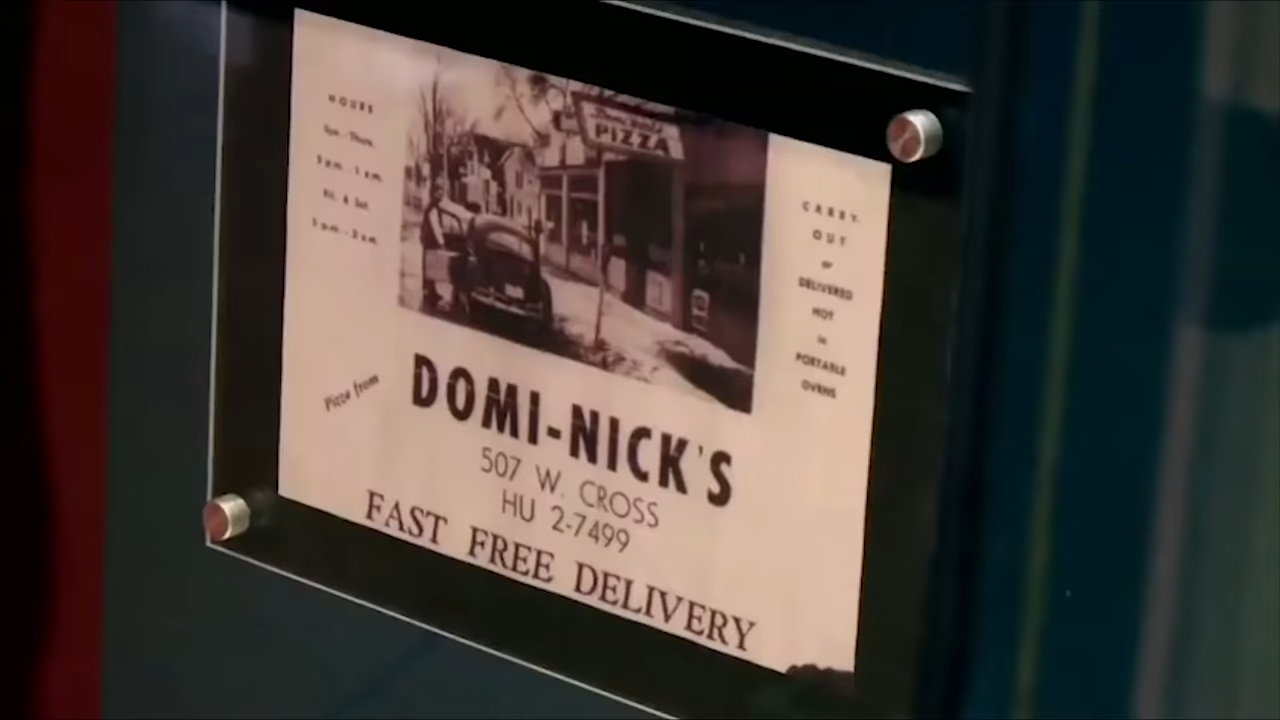 HOURS
Sun.-Thurs.
5 p.m. - 1 a.m.
Fri. & Sat.
5 p.m. - 2 a.m.
PIZZA
CARRY-
OUT
or
DELIVERED
HOT
in
PORTABLE
OVENS
Pizza from
DOMI-NICK'S
507 W. CROSS
HU 2-7499
FAST FREE DELIVERY